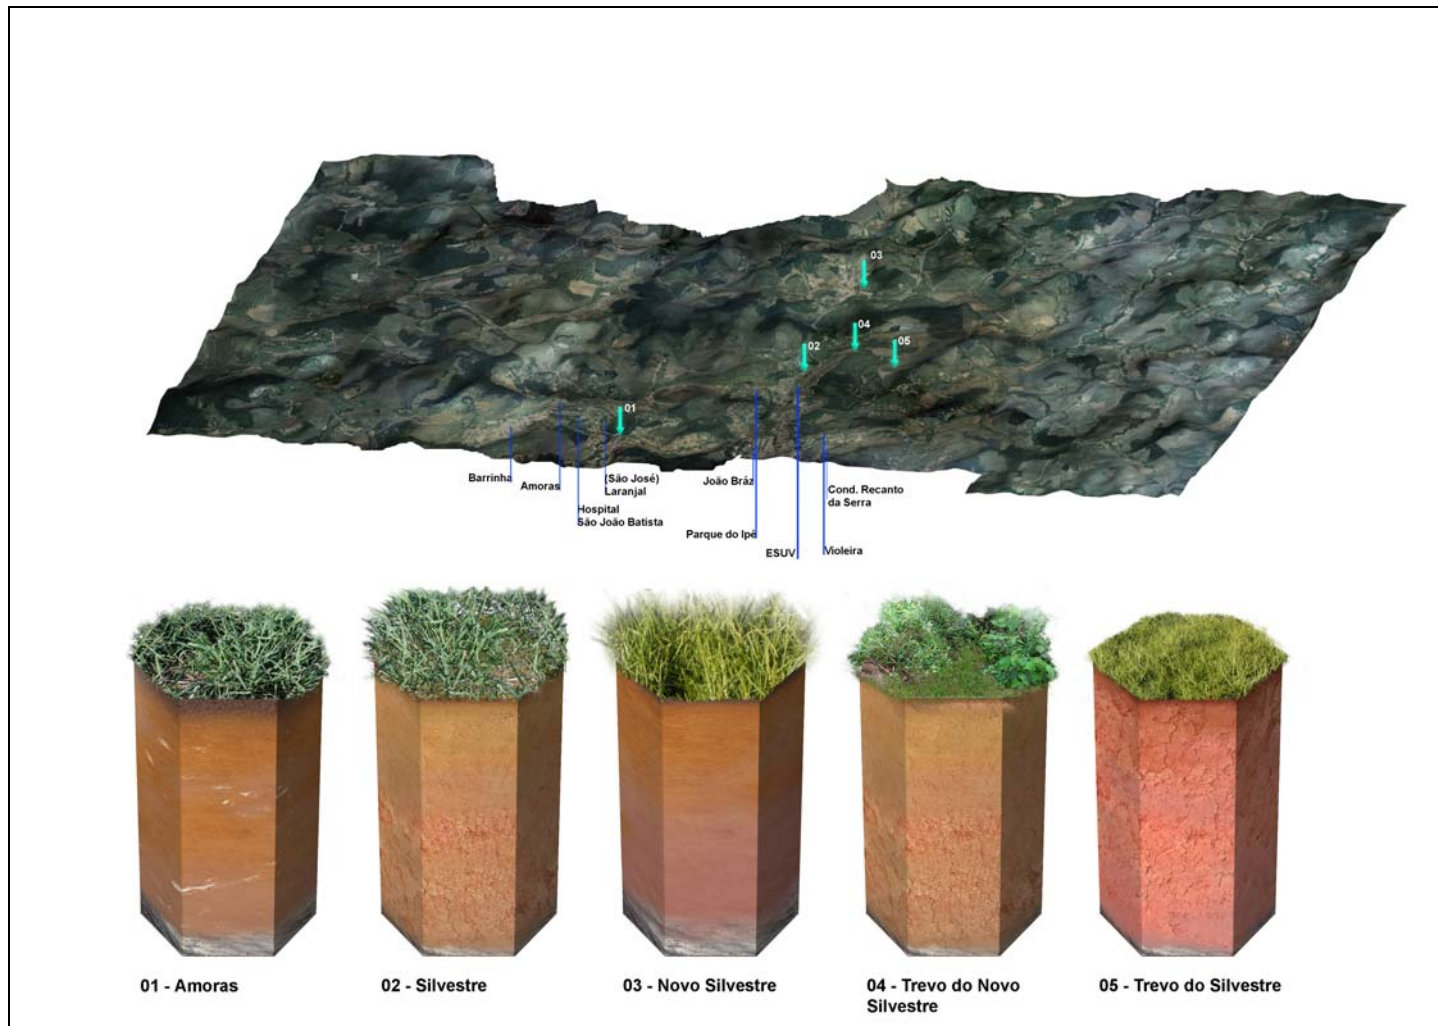 03
04
02
05
01
Barrinha
Amoras
(São José)
Laranjal
Hospital
São João Batista
João Bráz
Parque do Ipê
ESUV
Cond. Recanto
da Serra
Violeira
01 - Amoras
02 - Silvestre
03 - Novo Silvestre
04 - Trevo do Novo
Silvestre
05 - Trevo do Silvestre